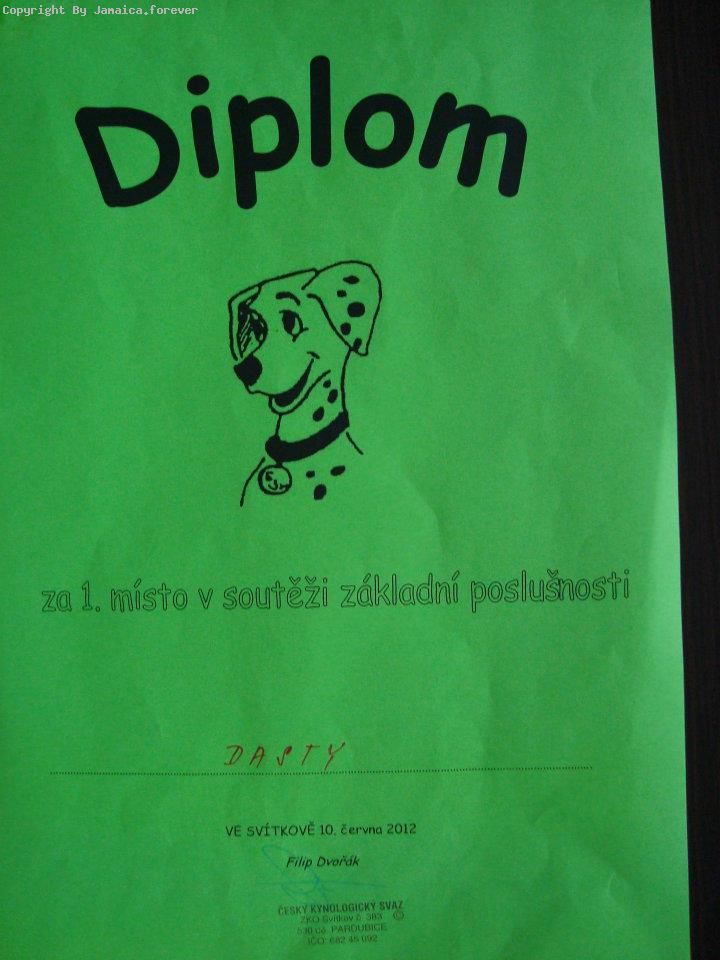 Copyright By Jamaica.forever
Diplom
za 1. místo v soutěži základní poslušnosti
DASTY
VE SVÍTKOVĚ 10. června 2012
Filip Dvořák
ČESKÝ KYNOLOGICKÝ SVAZ
ZKO Svítkov č. 383
530 02 PARDUBICE
IČO: 682 45 092